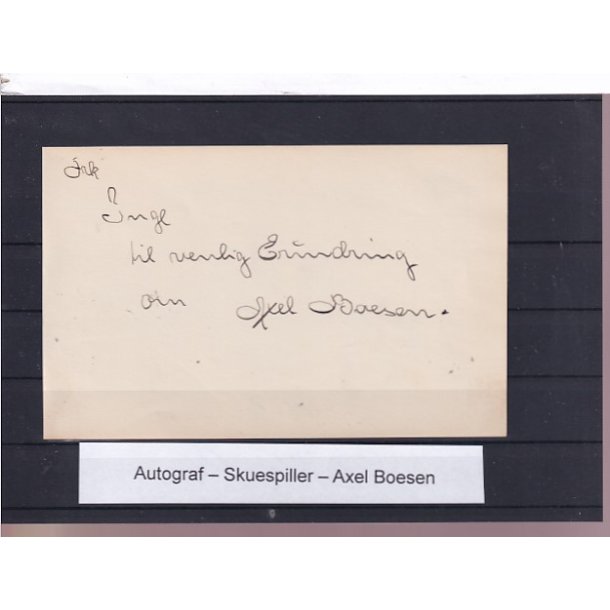 Frk
Inge
til venlig Erindring
om Axel Boesen.
Autograf – Skuespiller – Axel Boesen